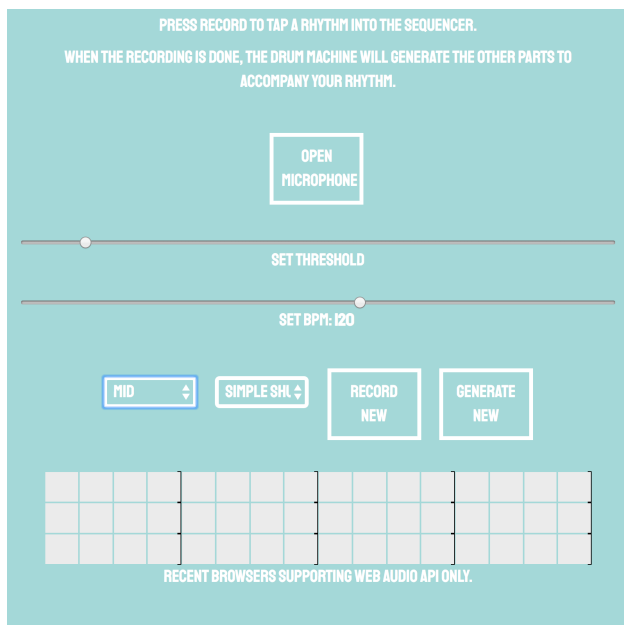 PRESS RECORD TO TAP A RHYTHM INTO THE SEQUENCER.
WHEN THE RECORDING IS DONE, THE DRUM MACHINE WILL GENERATE THE OTHER PARTS TO
ACCOMPANY YOUR RHYTHM.
OPEN
MICROPHONE
SET THRESHOLD
SET BPM: 120
MID
SIMPLE SHU
RECORD
NEW
GENERATE
NEW
RECENT BROWSERS SUPPORTING WEB AUDIO API ONLY.